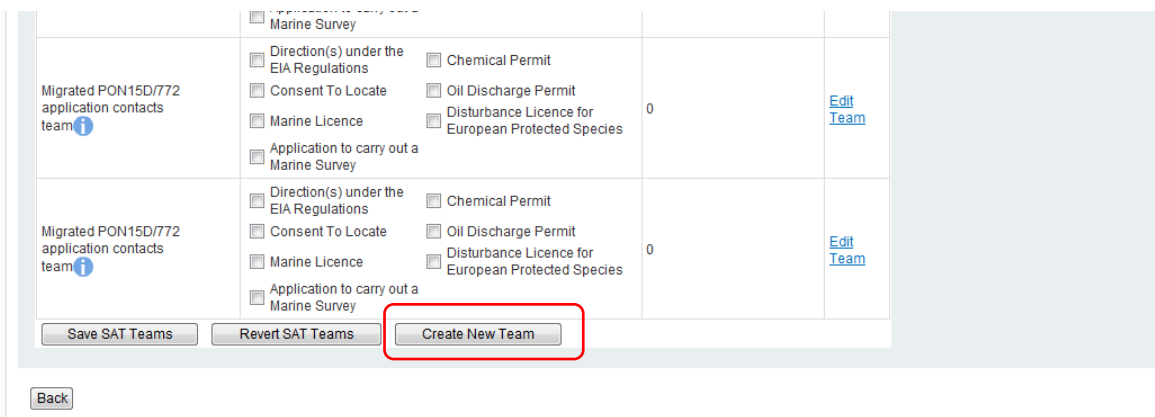 Marine Survey
Migrated PON15D/772
application contacts
team
Direction(s) under the
EIA Regulations
Chemical Permit
Consent To Locate
Oil Discharge Permit
Marine Licence
Disturbance Licence for
European Protected Species
Application to carry out a
Marine Survey
0
Edit
Team
Migrated PON15D/772
application contacts
team
Direction(s) under the
EIA Regulations
Chemical Permit
Consent To Locate
Oil Discharge Permit
Marine Licence
Disturbance Licence for
European Protected Species
Application to carry out a
Marine Survey
0
Edit
Team
Save SAT Teams
Revert SAT Teams
Create New Team
Back